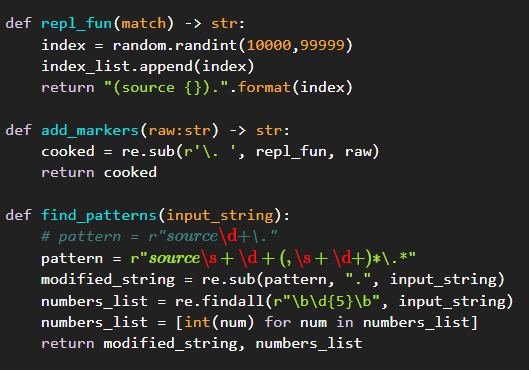 def repl_fun(match) -> str:
    index = random.randint(10000,99999)
    index_list.append(index)
    return "(source {}).".format(index)
def add_markers(raw:str) -> str:
    cooked = re.sub(r'\. ', repl_fun, raw)
    return cooked
def find_patterns(input_string):
    # pattern = r"source\d+\."
    pattern = r"source\s+\d+(,\s+\d+)*\.*"
    modified_string = re.sub(pattern, ".", input_string)
    numbers_list = re.findall(r"\b\d{5}\b", input_string)
    numbers_list = [int(num) for num in numbers_list]
    return modified_string, numbers_list